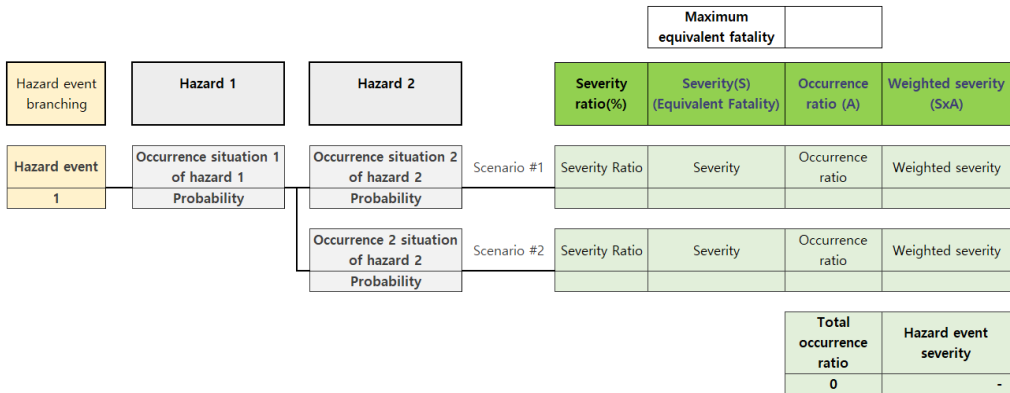 Maximum
equivalent fatality
Hazard event
branching
Hazard 1
Hazard 2
Severity
ratio(%)
Severity(S)
(Equivalent Fatality)
Occurrence
ratio (A)
Weighted severity
(SxA)
Hazard event
1
Occurrence situation 1
of hazard 1
Probability
Occurrence situation 2
of hazard 2
Probability
Scenario #1
Severity Ratio
Severity
Occurrence
ratio
Weighted severity
Occurrence 2 situation
of hazard 2
Probability
Scenario #2
Severity Ratio
Severity
Occurrence
ratio
Weighted severity
Total
occurrence
ratio
Hazard event
severity
0
-